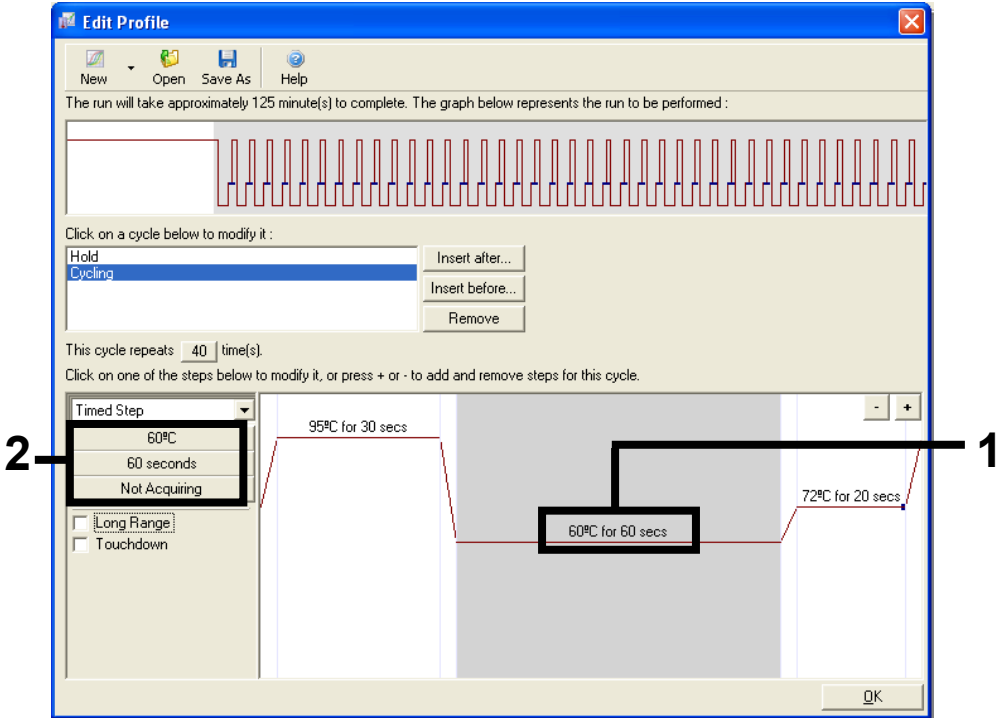 Edit Profile
New Open Save As Help
The run will take approximately 125 minute(s) to complete. The graph below represents the run to be performed :
Click on a cycle below to modify it :
Hold
Cycling
Insert after...
Insert before...
Remove
This cycle repeats 40 time(s).
Click on one of the steps below to modify it, or press + or - to add and remove steps for this cycle.
Timed Step
- +
60ºC
60 seconds
Not Acquiring
2
Long Range
Touchdown
95ºC for 30 secs
60ºC for 60 secs
1
72ºC for 20 secs
OK